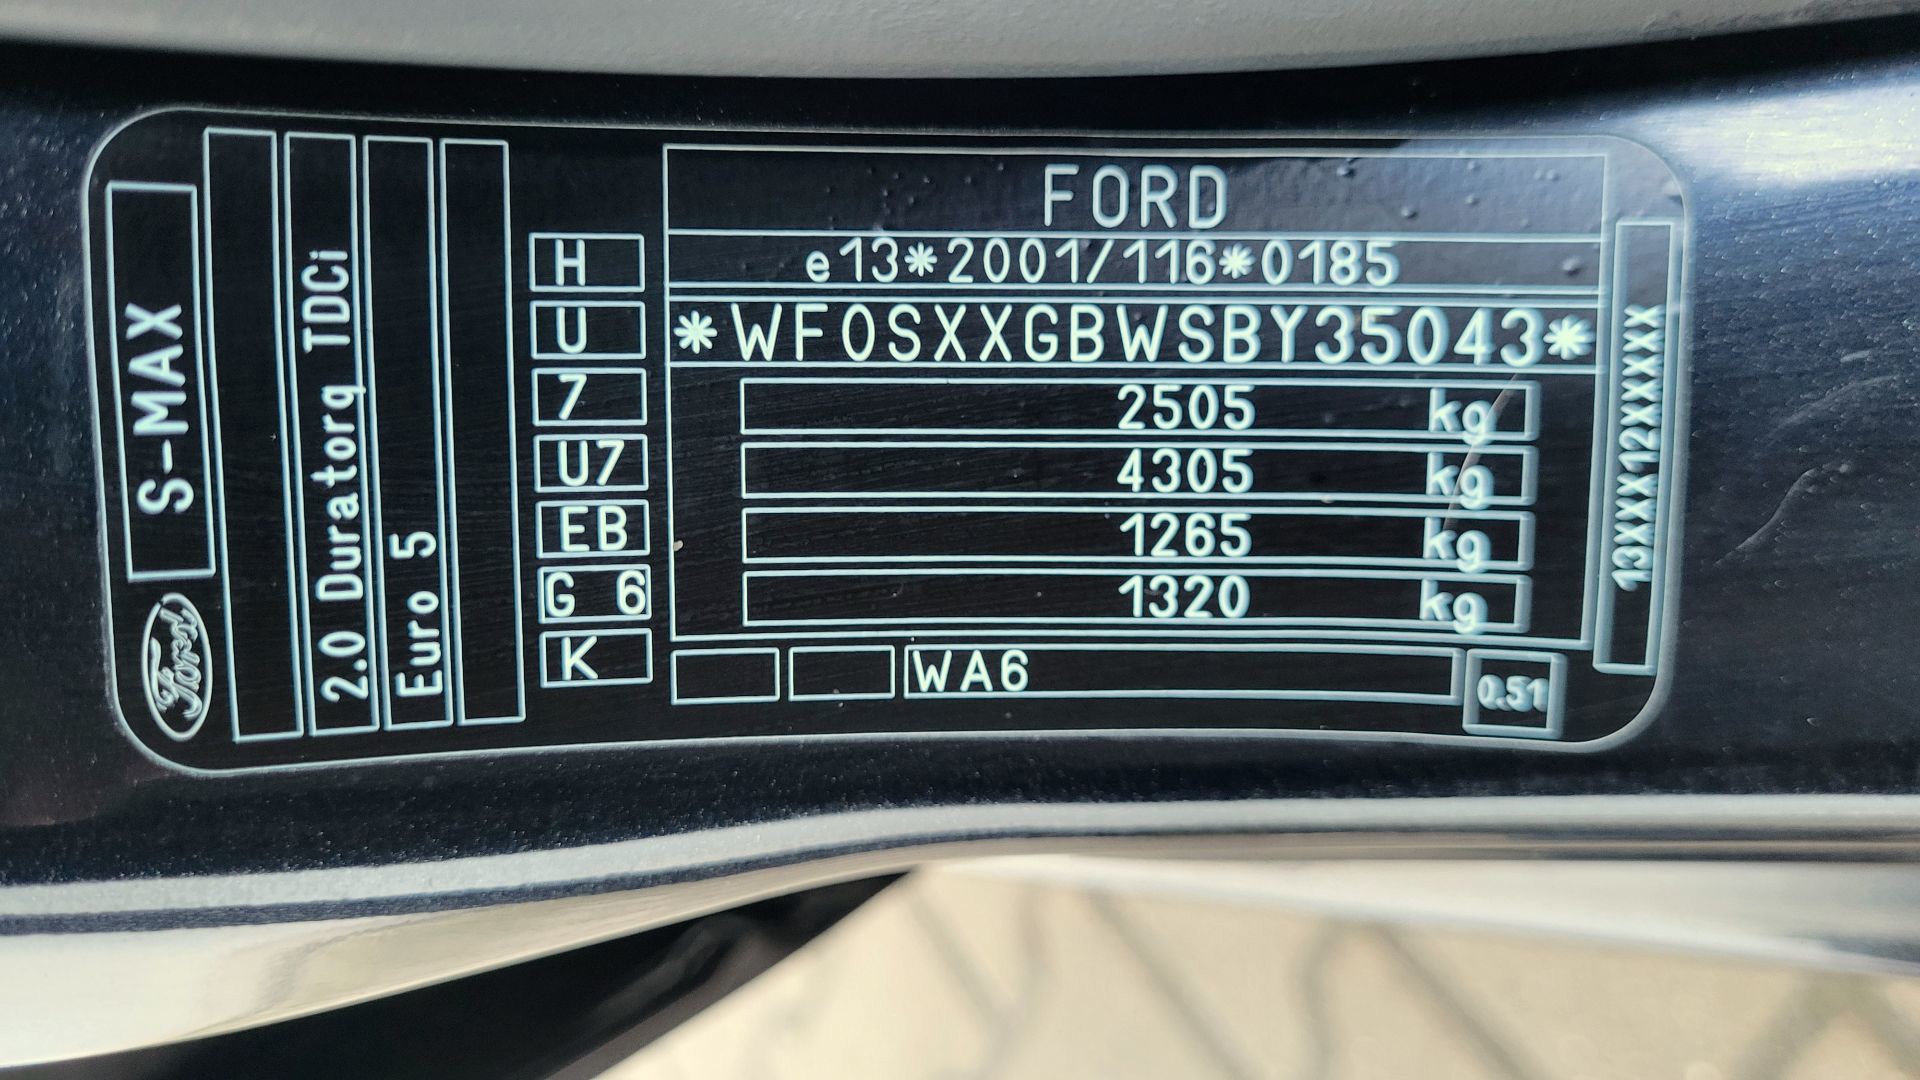 S-MAX
Ford
2.0 Duratorq TDCi
Euro 5
H
U
7
U7
EB
G 6
K
FORD
e13*2001/116*0185
*WF0SXXGBWSBY35043*
2505 kg
4305 kg
1265 kg
1320 kg
WA6
0.51
13XXX12XXXXX